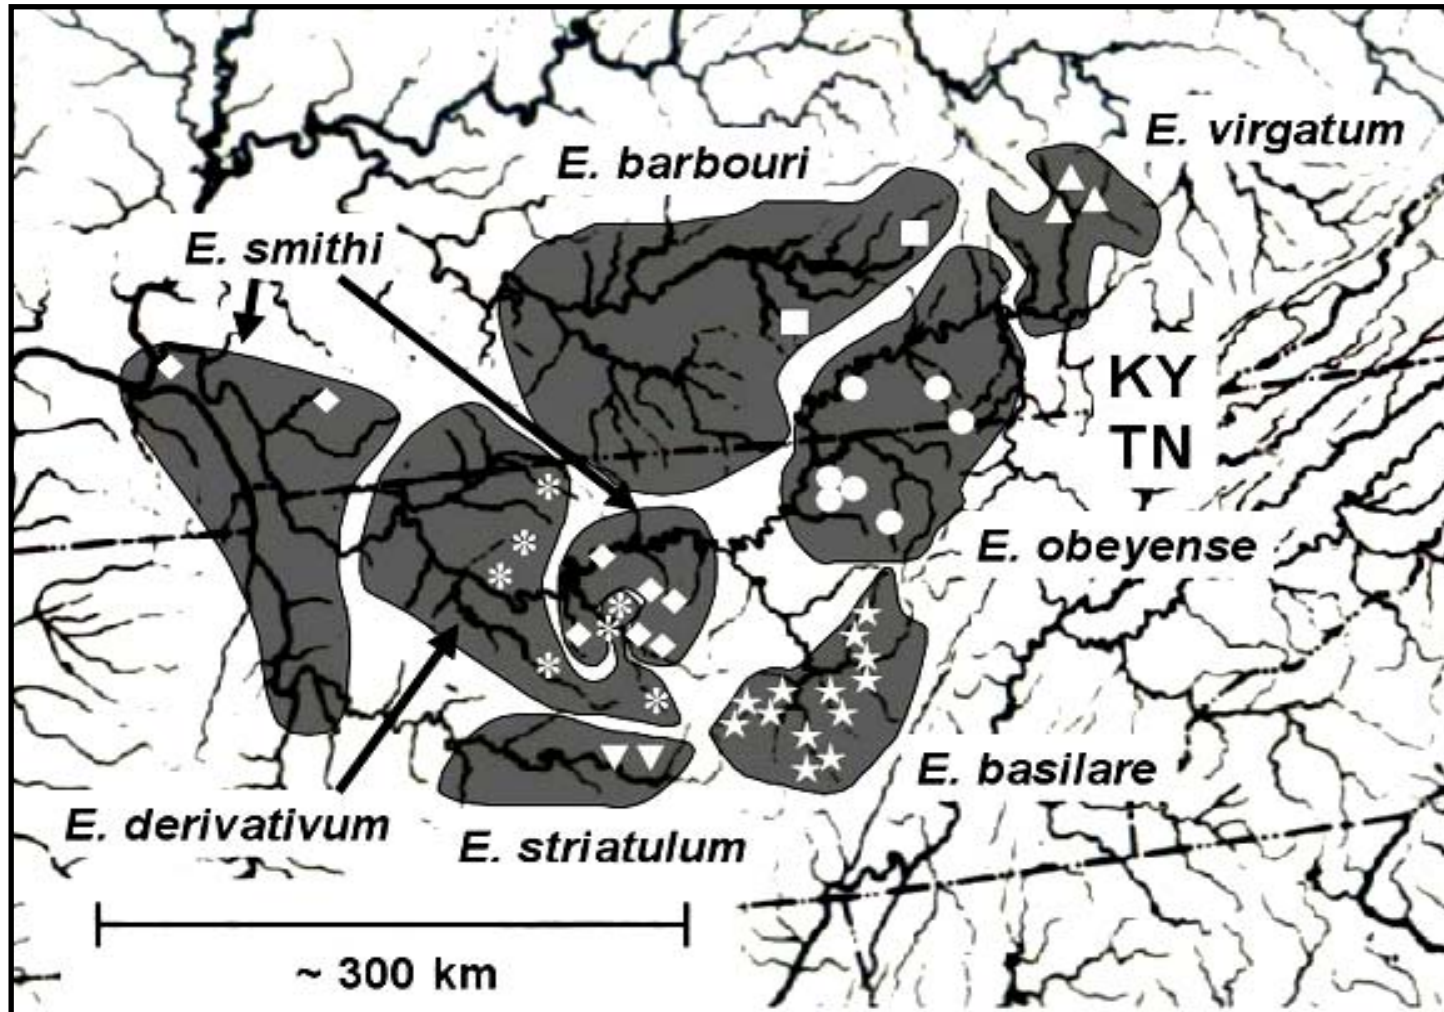 E. virgatum
E. barbouri
E. smithi
KY
TN
E. obeyense
E. basilare
E. derivativum
E. striatulum
~ 300 km